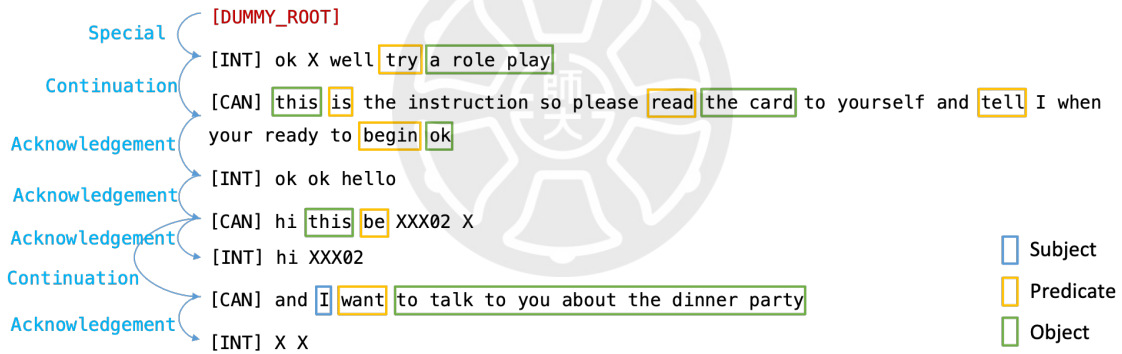 [DUMMY_ROOT]
Special
[INT] ok X well try a role play
Continuation
[CAN] this is the instruction so please read the card to yourself and tell I when
your ready to begin ok
Acknowledgement
[INT] ok ok hello
Acknowledgement
[CAN] hi this be XXX02 X
Acknowledgement
[INT] hi XXX02
Continuation
[CAN] and I want to talk to you about the dinner party
Acknowledgement
[INT] X X
Subject
Predicate
Object
師大